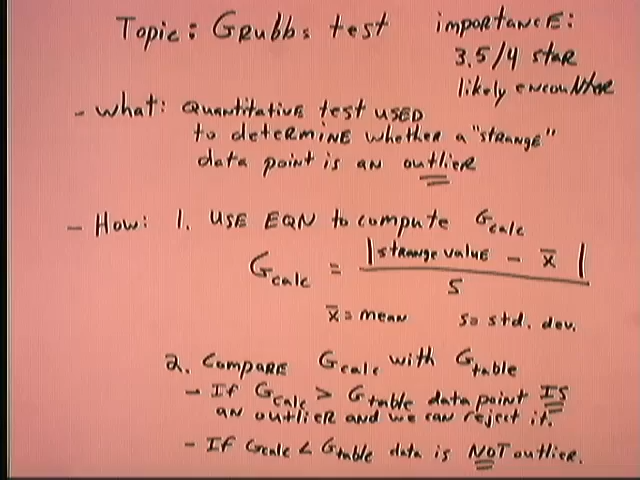 Topic: Grubbs test
importance:
3.5/4 star
likely encounter
- What: Quantitative test used
to determine whether a "strange"
data point is an outlier
- How: 1. Use EQN to compute Gcalc
Gcalc = |strange value - x̄| / s
x̄ = mean s = std. dev.
2. Compare Gcalc with Gtable
- If Gcalc > Gtable data point IS
an outlier and we can reject it.
- If Gcalc < Gtable data is NOT outlier.